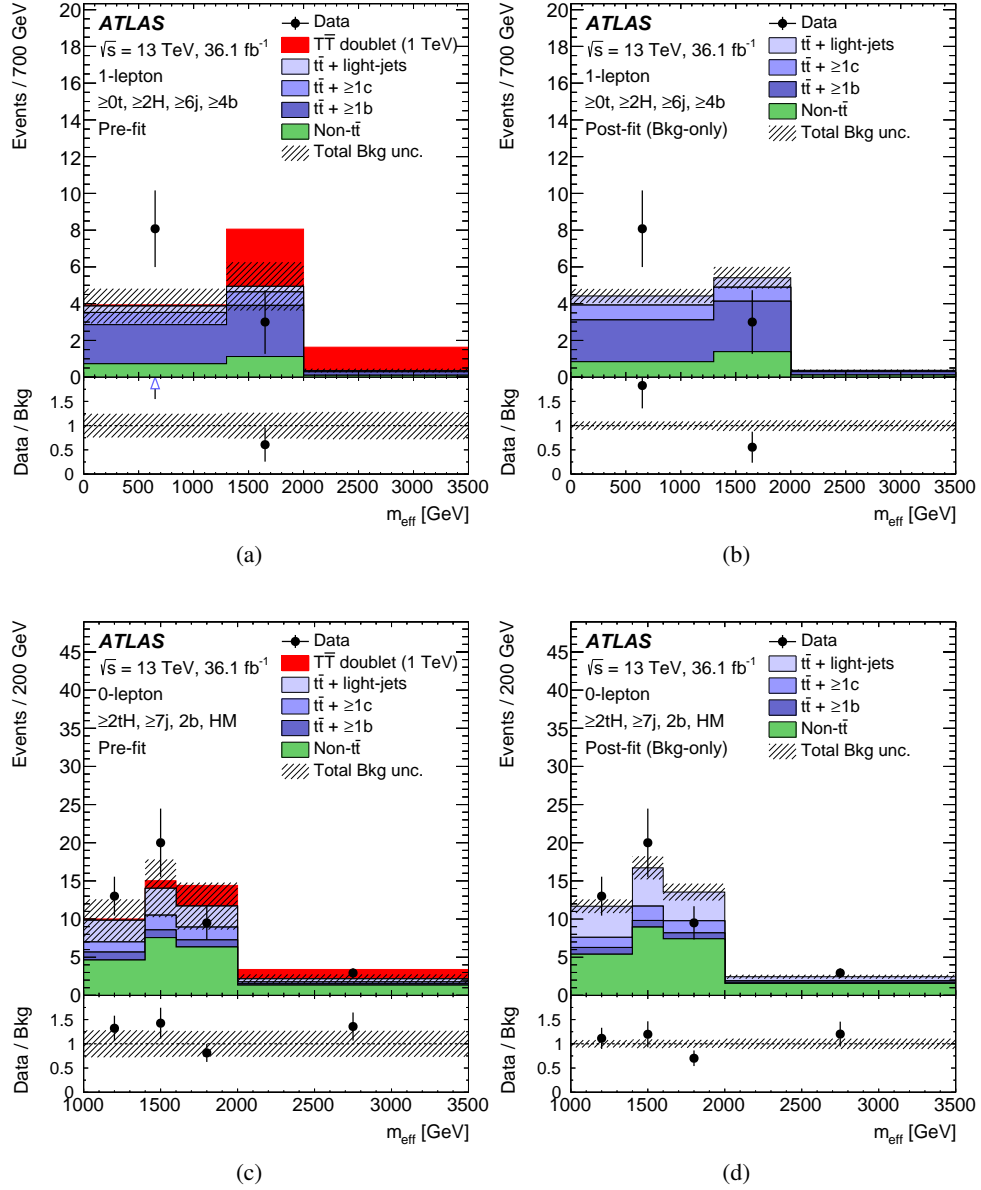 ATLAS
√s = 13 TeV, 36.1 fb⁻¹
1-lepton
≥0t, ≥2H, ≥6j, ≥4b
Pre-fit
Data
TT̄ doublet (1 TeV)
tt̄ + light-jets
tt̄ + ≥1c
tt̄ + ≥1b
Non-tt̄
Total Bkg unc.
Events / 700 GeV
20
18
16
14
12
10
8
6
4
2
0
Data / Bkg
1.5
1
0.5
0
0 500 1000 1500 2000 2500 3000 3500
m_eff [GeV]
(a)
ATLAS
√s = 13 TeV, 36.1 fb⁻¹
1-lepton
≥0t, ≥2H, ≥6j, ≥4b
Post-fit (Bkg-only)
Data
tt̄ + light-jets
tt̄ + ≥1c
tt̄ + ≥1b
Non-tt̄
Total Bkg unc.
Events / 700 GeV
20
18
16
14
12
10
8
6
4
2
0
Data / Bkg
1.5
1
0.5
0
0 500 1000 1500 2000 2500 3000 3500
m_eff [GeV]
(b)
ATLAS
√s = 13 TeV, 36.1 fb⁻¹
0-lepton
≥2tH, ≥7j, 2b, HM
Pre-fit
Data
TT̄ doublet (1 TeV)
tt̄ + light-jets
tt̄ + ≥1c
tt̄ + ≥1b
Non-tt̄
Total Bkg unc.
Events / 200 GeV
45
40
35
30
25
20
15
10
5
0
Data / Bkg
1.5
1
0.5
0
1000 1500 2000 2500 3000 3500
m_eff [GeV]
(c)
ATLAS
√s = 13 TeV, 36.1 fb⁻¹
0-lepton
≥2tH, ≥7j, 2b, HM
Post-fit (Bkg-only)
Data
tt̄ + light-jets
tt̄ + ≥1c
tt̄ + ≥1b
Non-tt̄
Total Bkg unc.
Events / 200 GeV
45
40
35
30
25
20
15
10
5
0
Data / Bkg
1.5
1
0.5
0
1000 1500 2000 2500 3000 3500
m_eff [GeV]
(d)